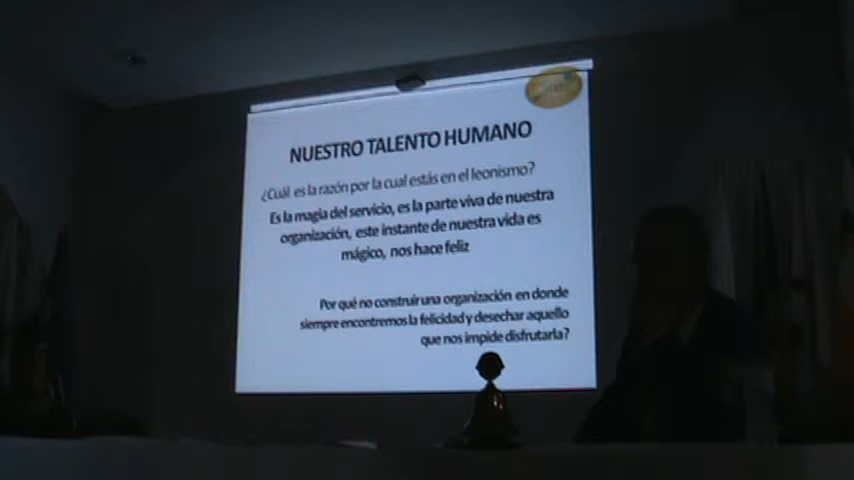 NUESTRO TALENTO HUMANO
¿Cuál es la razón por la cual estás en el leonismo?
Es la magia del servicio, es la parte viva de nuestra
organización, este instante de nuestra vida es
mágico, nos hace feliz
Por qué no construir una organización en donde
siempre encontremos la felicidad y desechar aquello
que nos impide disfrutarla?